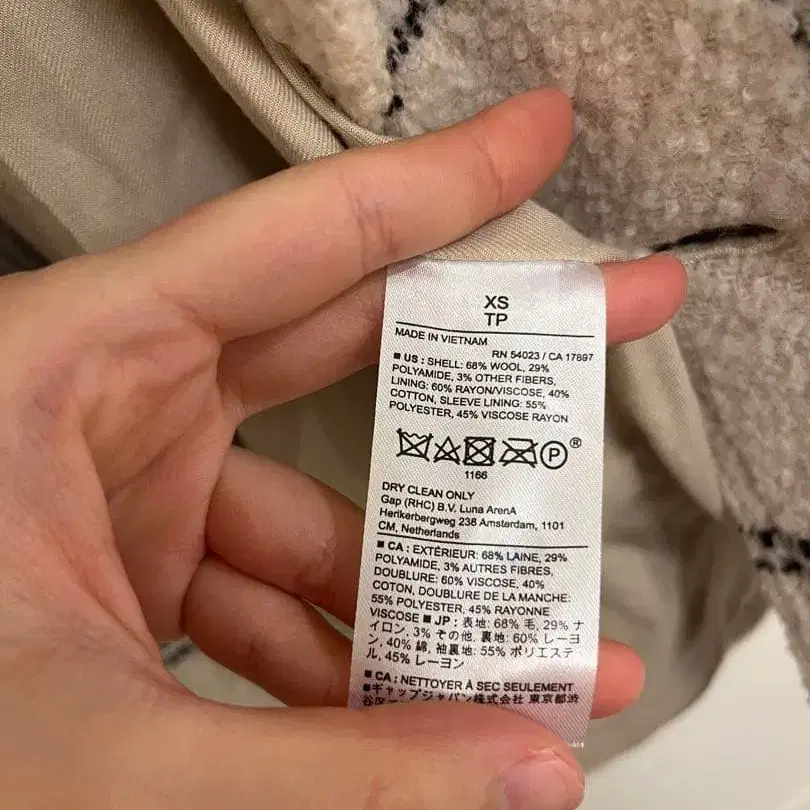 XS
TP
MADE IN VIETNAM
RN 54023 / CA 17897
■ US : SHELL: 68% WOOL, 29%
POLYAMIDE, 3% OTHER FIBERS,
LINING: 60% RAYON/VISCOSE, 40%
COTTON, SLEEVE LINING: 55%
POLYESTER, 45% VISCOSE RAYON
P®
1166
DRY CLEAN ONLY
Gap (RHC) B.V. Luna ArenA
Herikerbergweg 238 Amsterdam, 1101
CM, Netherlands
■ CA : EXTÉRIEUR: 68% LAINE, 29%
POLYAMIDE, 3% AUTRES FIBRES,
DOUBLURE: 60% VISCOSE, 40%
COTON, DOUBLURE DE LA MANCHE:
55% POLYESTER, 45% RAYONNE
VISCOSE ■ JP : 表地: 68% 毛, 29% ナ
イロン, 3% その他, 裏地: 60% レーヨ
ン, 40% 綿, 袖裏地: 55% ポリエステ
ル, 45% レーヨン
■ CA : NETTOYER À SEC SEULEMENT
■ギャップジャパン株式会社 東京都渋
谷区